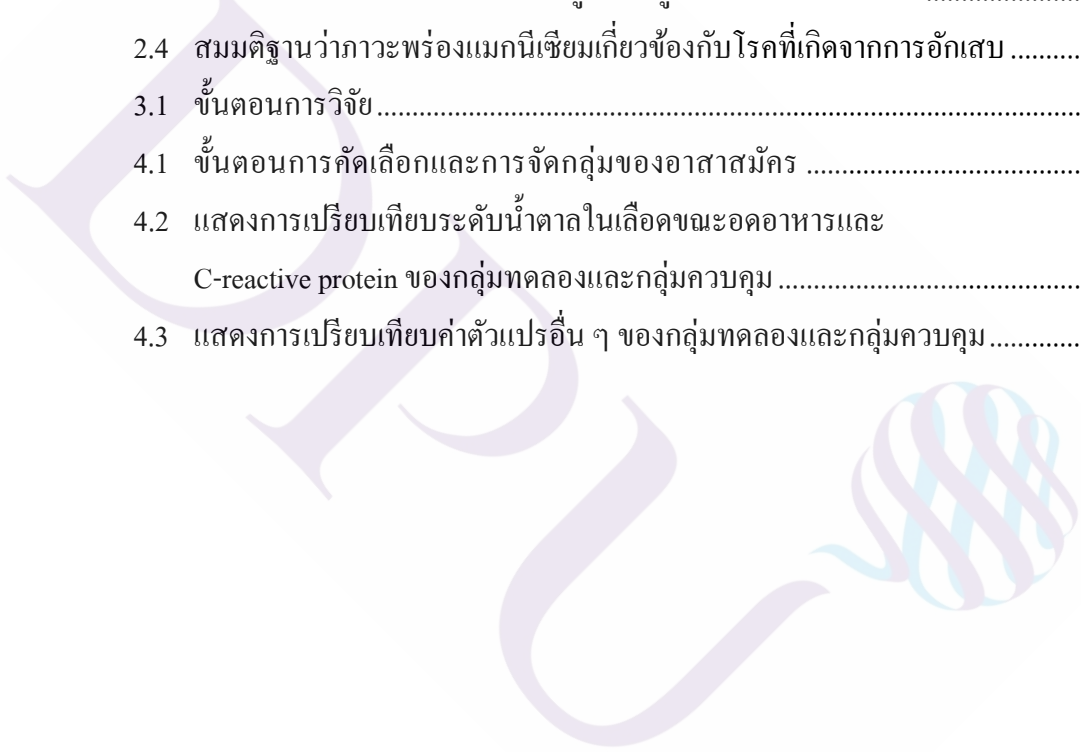 2.4 สมมติฐานว่าภาวะพร่องแมกนีเซียมเกี่ยวข้องกับโรคที่เกิดจากการอักเสบ ..........
3.1 ขั้นตอนการวิจัย ....................................................................................................
4.1 ขั้นตอนการคัดเลือกและการจัดกลุ่มของอาสาสมัคร .......................................
4.2 แสดงการเปรียบเทียบระดับน้ำตาลในเลือดขณะอดอาหารและ
C-reactive protein ของกลุ่มทดลองและกลุ่มควบคุม ...........................................
4.3 แสดงการเปรียบเทียบค่าตัวแปรอื่น ๆ ของกลุ่มทดลองและกลุ่มควบคุม .............
DPU